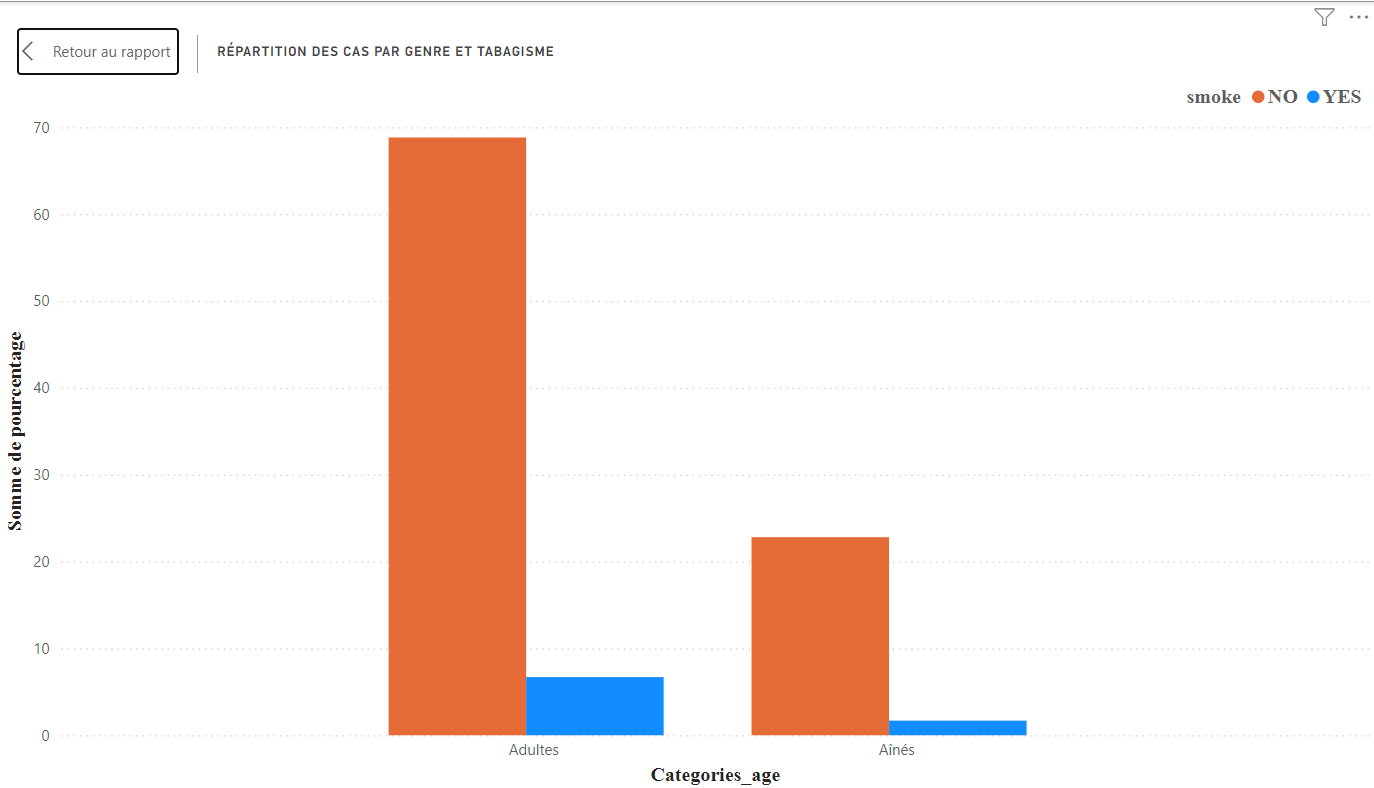 Retour au rapport
RÉPARTITION DES CAS PAR GENRE ET TABAGISME
smoke NO YES
70
60
50
40
30
20
10
0
Somme de pourcentage
Adultes Aînés
Categories_age